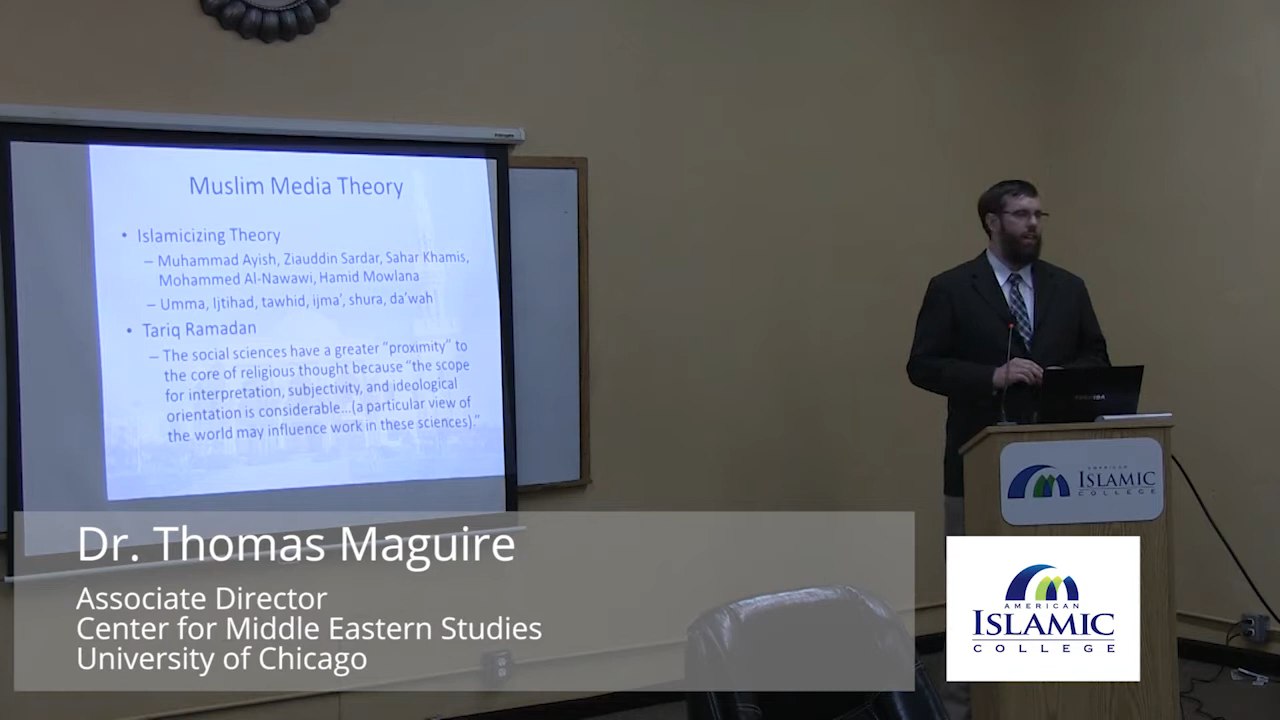 Muslim Media Theory
• Islamicizing Theory
– Muhammad Ayish, Ziauddin Sardar, Sahar Khamis,
Mohammed Al-Nawawi, Hamid Mowlana
– Umma, Ijtihad, tawhid, ijma', shura, da'wah
• Tariq Ramadan
– The social sciences have a greater "proximity" to
the core of religious thought because "the scope
for interpretation, subjectivity, and ideological
orientation is considerable...(a particular view of
the world may influence work in these sciences)."
TOSHIBA
AMERICAN
ISLAMIC
COLLEGE
Dr. Thomas Maguire
Associate Director
Center for Middle Eastern Studies
University of Chicago
AMERICAN
ISLAMIC
COLLEGE